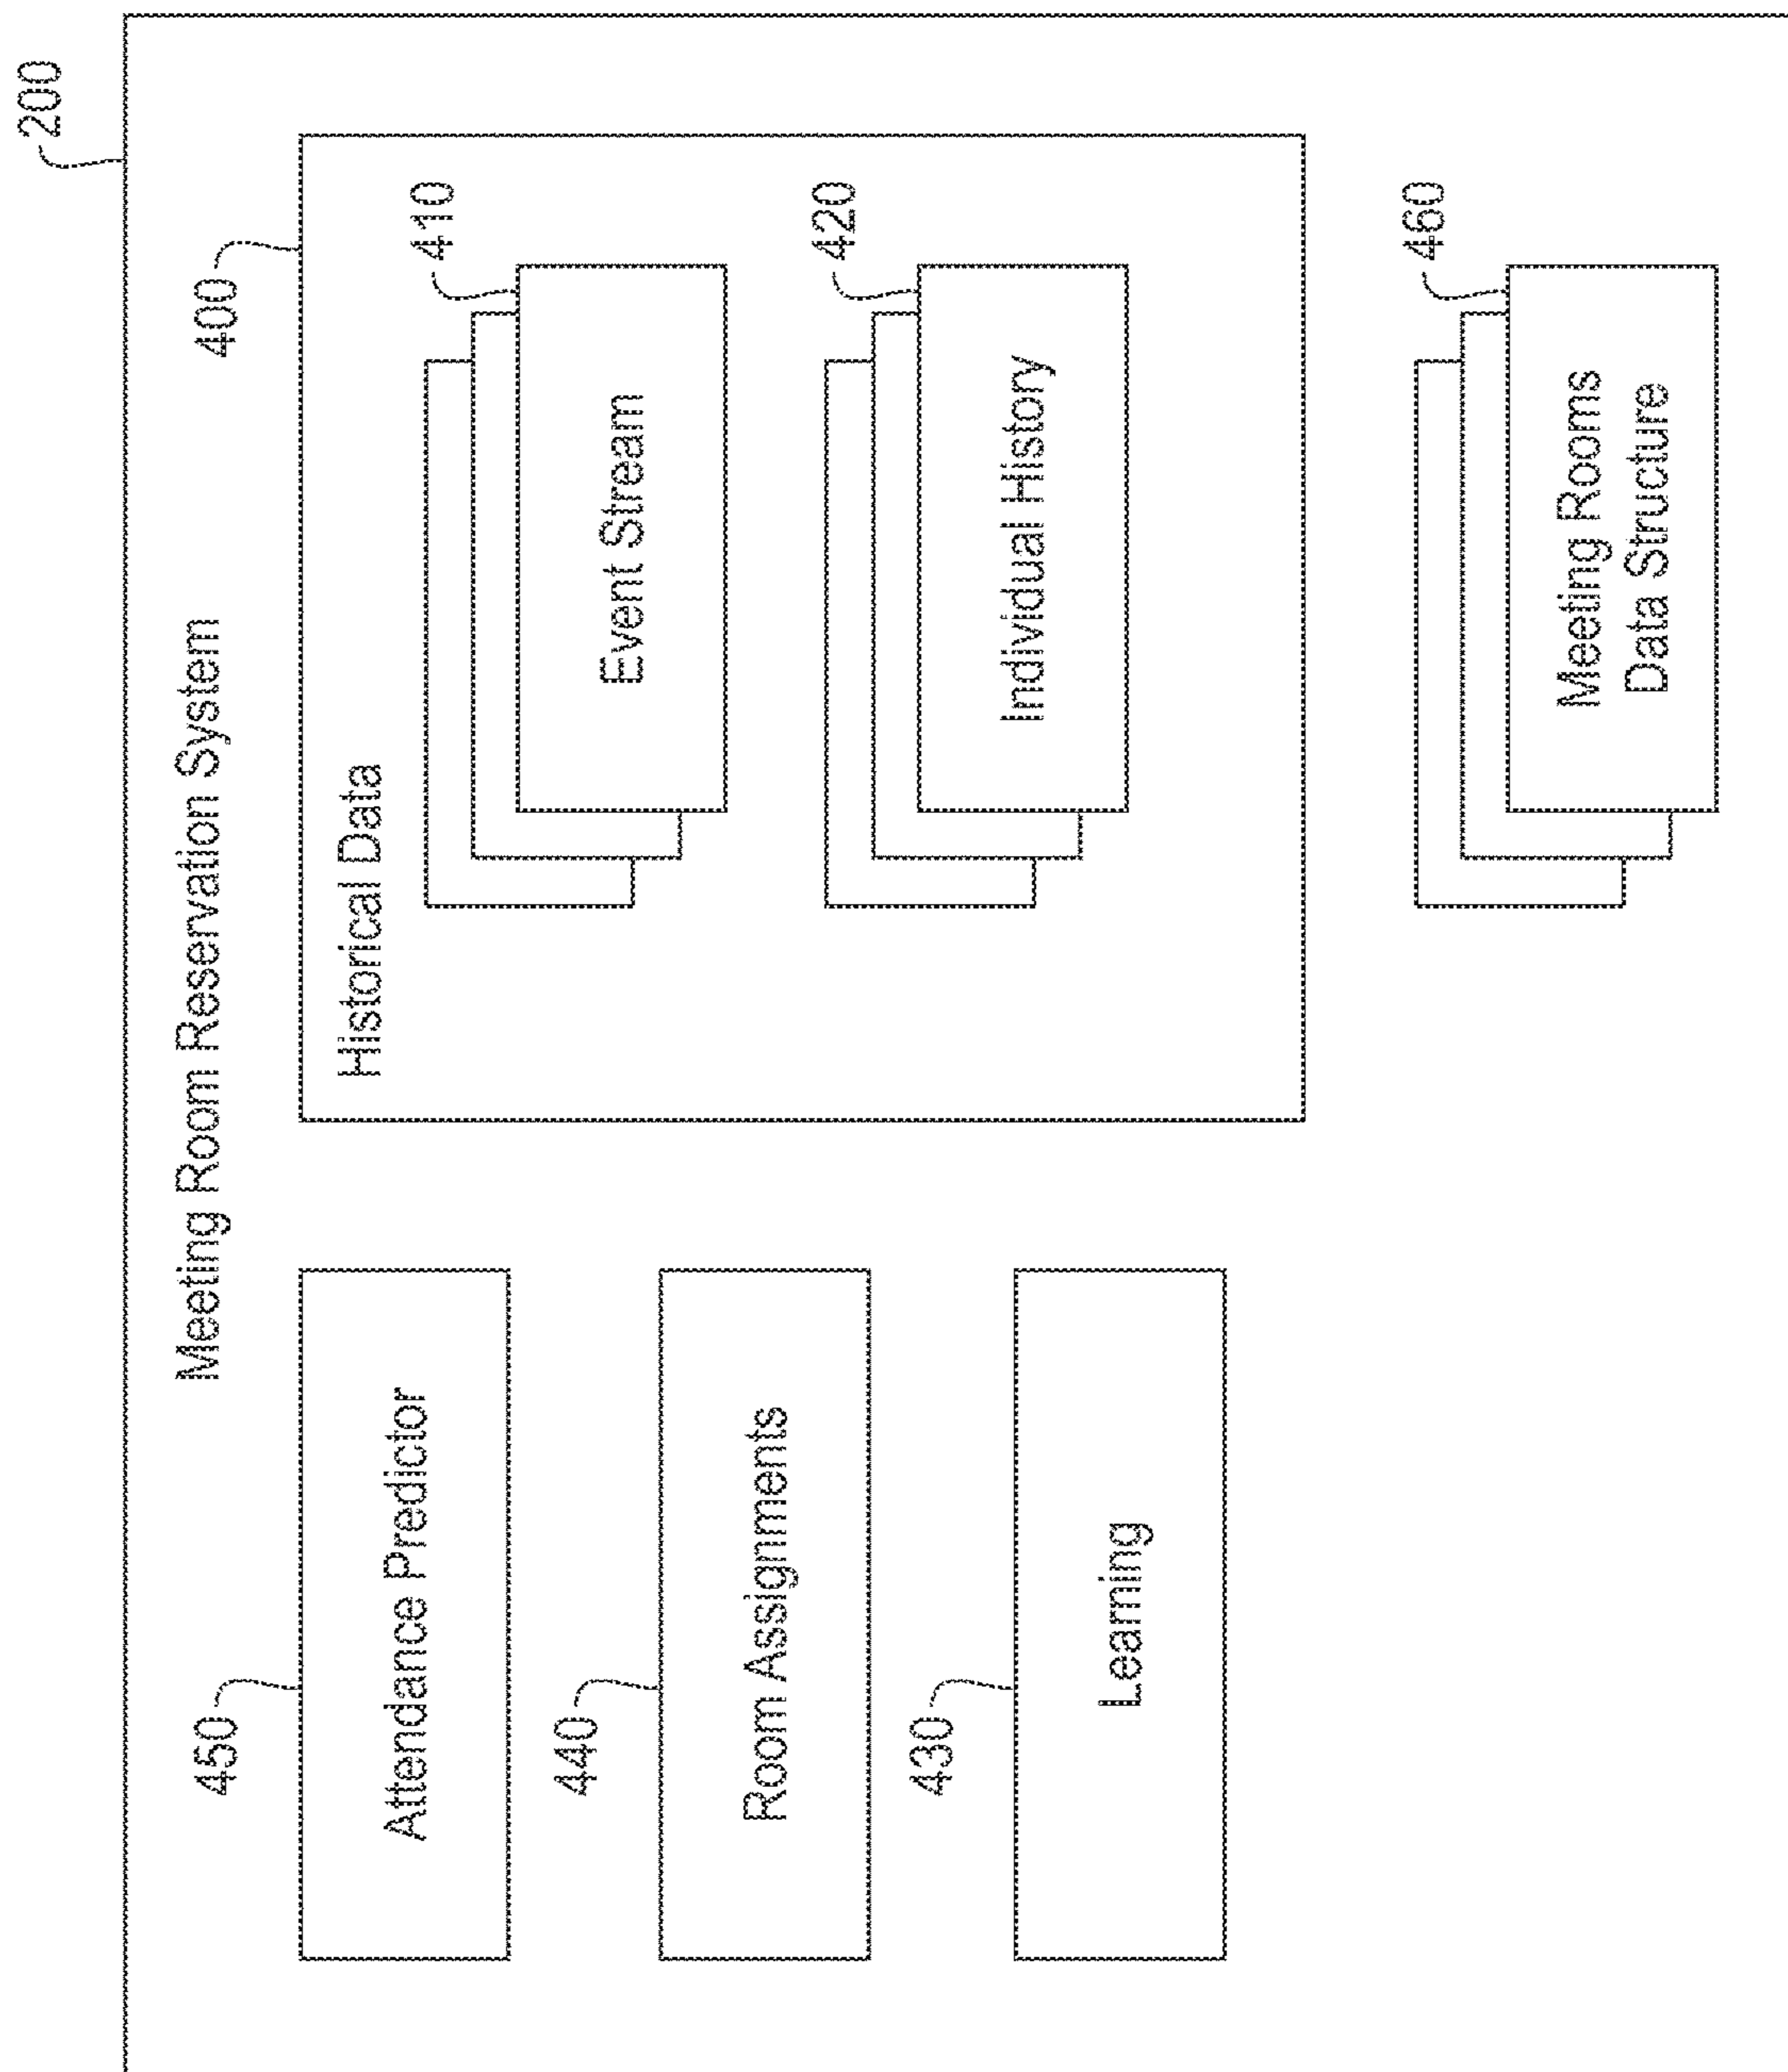 200
Meeting Room Reservation System
450
Attendance Predictor
440
Room Assignments
430
Learning
400
Historical Data
410
Event Stream
420
Individual History
460
Meeting Rooms
Data Structure